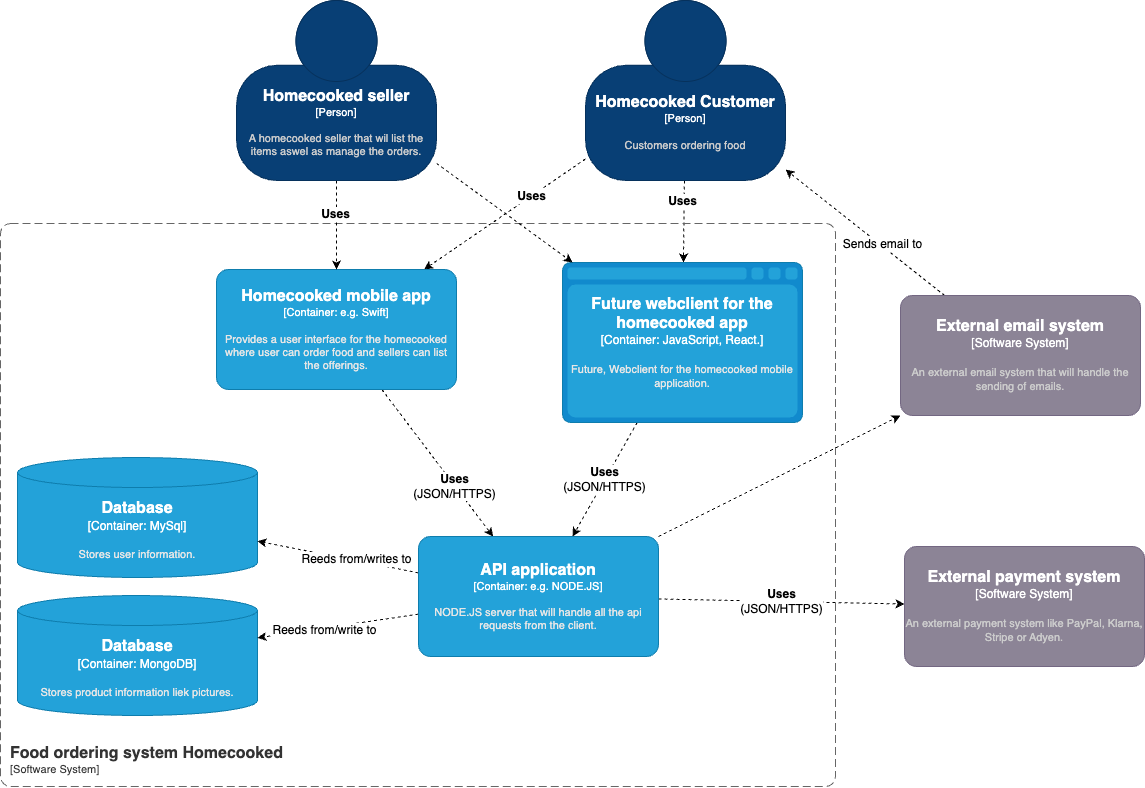 Homecooked seller
[Person]
A homecooked seller that wil list the
items aswel as manage the orders.
Homecooked Customer
[Person]
Customers ordering food
Uses
Uses
Uses
Sends email to
Homecooked mobile app
[Container: e.g. Swift]
Provides a user interface for the homecooked
where user can order food and sellers can list
the offerings.
Future webclient for the
homecooked app
[Container: JavaScript, React.]
Future, Webclient for the homecooked mobile
application.
External email system
[Software System]
An external email system that will handle the
sending of emails.
Uses
(JSON/HTTPS)
Uses
(JSON/HTTPS)
Database
[Container: MySql]
Stores user information.
Reeds from/writes to
API application
[Container: e.g. NODE.JS]
NODE.JS server that will handle all the api
requests from the client.
Uses
(JSON/HTTPS)
External payment system
[Software System]
An external payment system like PayPal, Klarna,
Stripe or Adyen.
Reeds from/write to
Database
[Container: MongoDB]
Stores product information liek pictures.
Food ordering system Homecooked
[Software System]